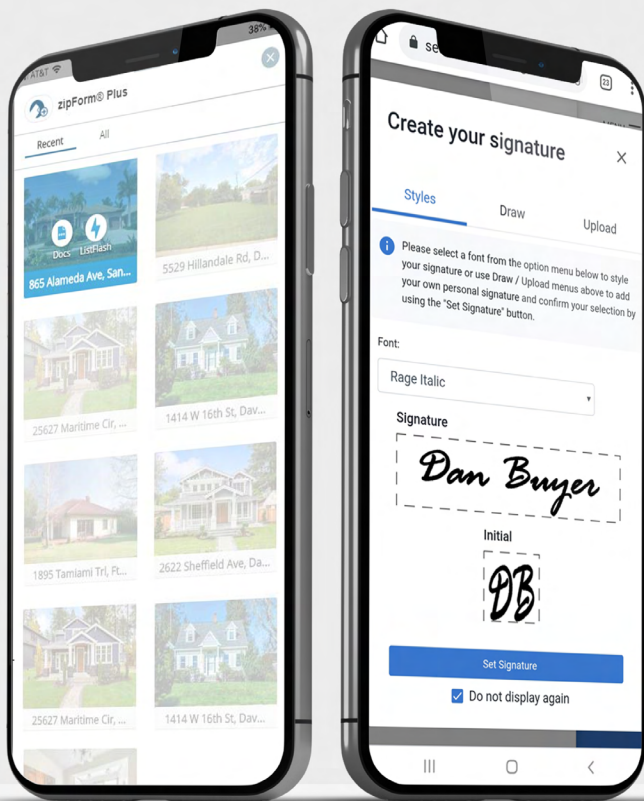 AT&T
38%
zipForm® Plus
Recent
All
Docs
ListFlash
865 Alameda Ave, San...
5529 Hillandale Rd, D...
25627 Maritime Cir, ...
1414 W 16th St, Dav...
1895 Tamiami Trl, Ft...
2622 Sheffield Ave, Da...
25627 Maritime Cir, ...
1414 W 16th St, Dav...
se
23
Create your signature
Styles
Draw
Upload
Please select a font from the option menu below to style
your signature or use Draw / Upload menus above to add
your own personal signature and confirm your selection by
using the "Set Signature" button.
Font:
Rage Italic
Signature
Dan Buyer
Initial
DB
Set Signature
Do not display again